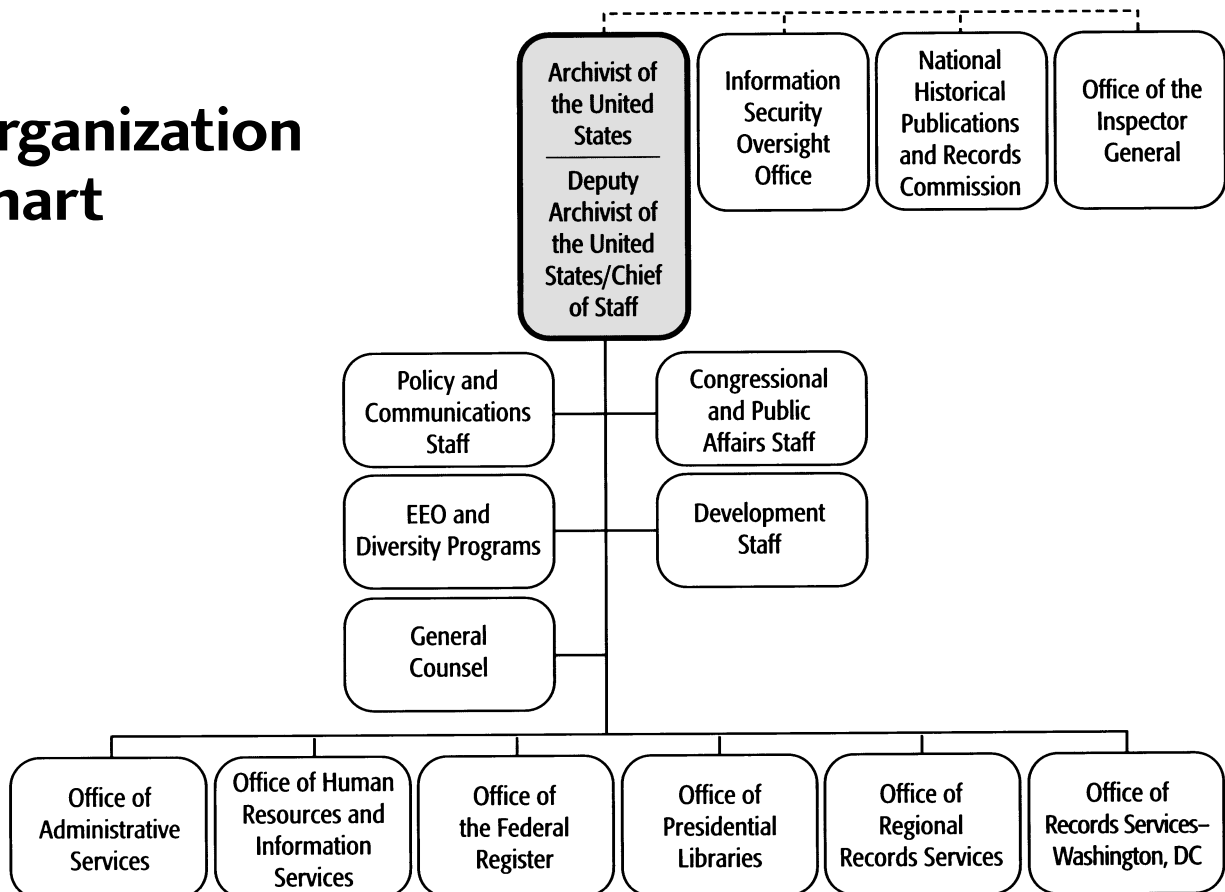 rganization
hart
Archivist of
the United
States
Deputy
Archivist of
the United
States/Chief
of Staff
Information
Security
Oversight
Office
National
Historical
Publications
and Records
Commission
Office of the
Inspector
General
Policy and
Communications
Staff
Congressional
and Public
Affairs Staff
EEO and
Diversity Programs
Development
Staff
General
Counsel
Office of
Administrative
Services
Office of Human
Resources and
Information
Services
Office of
the Federal
Register
Office of
Presidential
Libraries
Office of
Regional
Records Services
Office of
Records Services–
Washington, DC